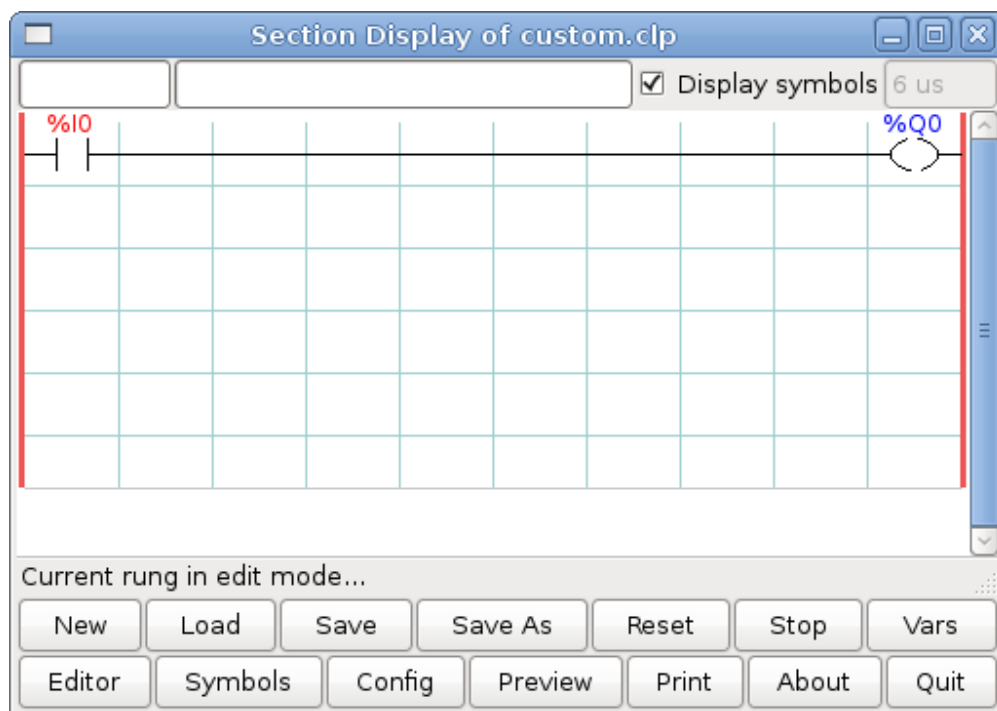 Section Display of custom.clp
Display symbols 6 us
%I0 %Q0
Current rung in edit mode...
New Load Save Save As Reset Stop Vars
Editor Symbols Config Preview Print About Quit